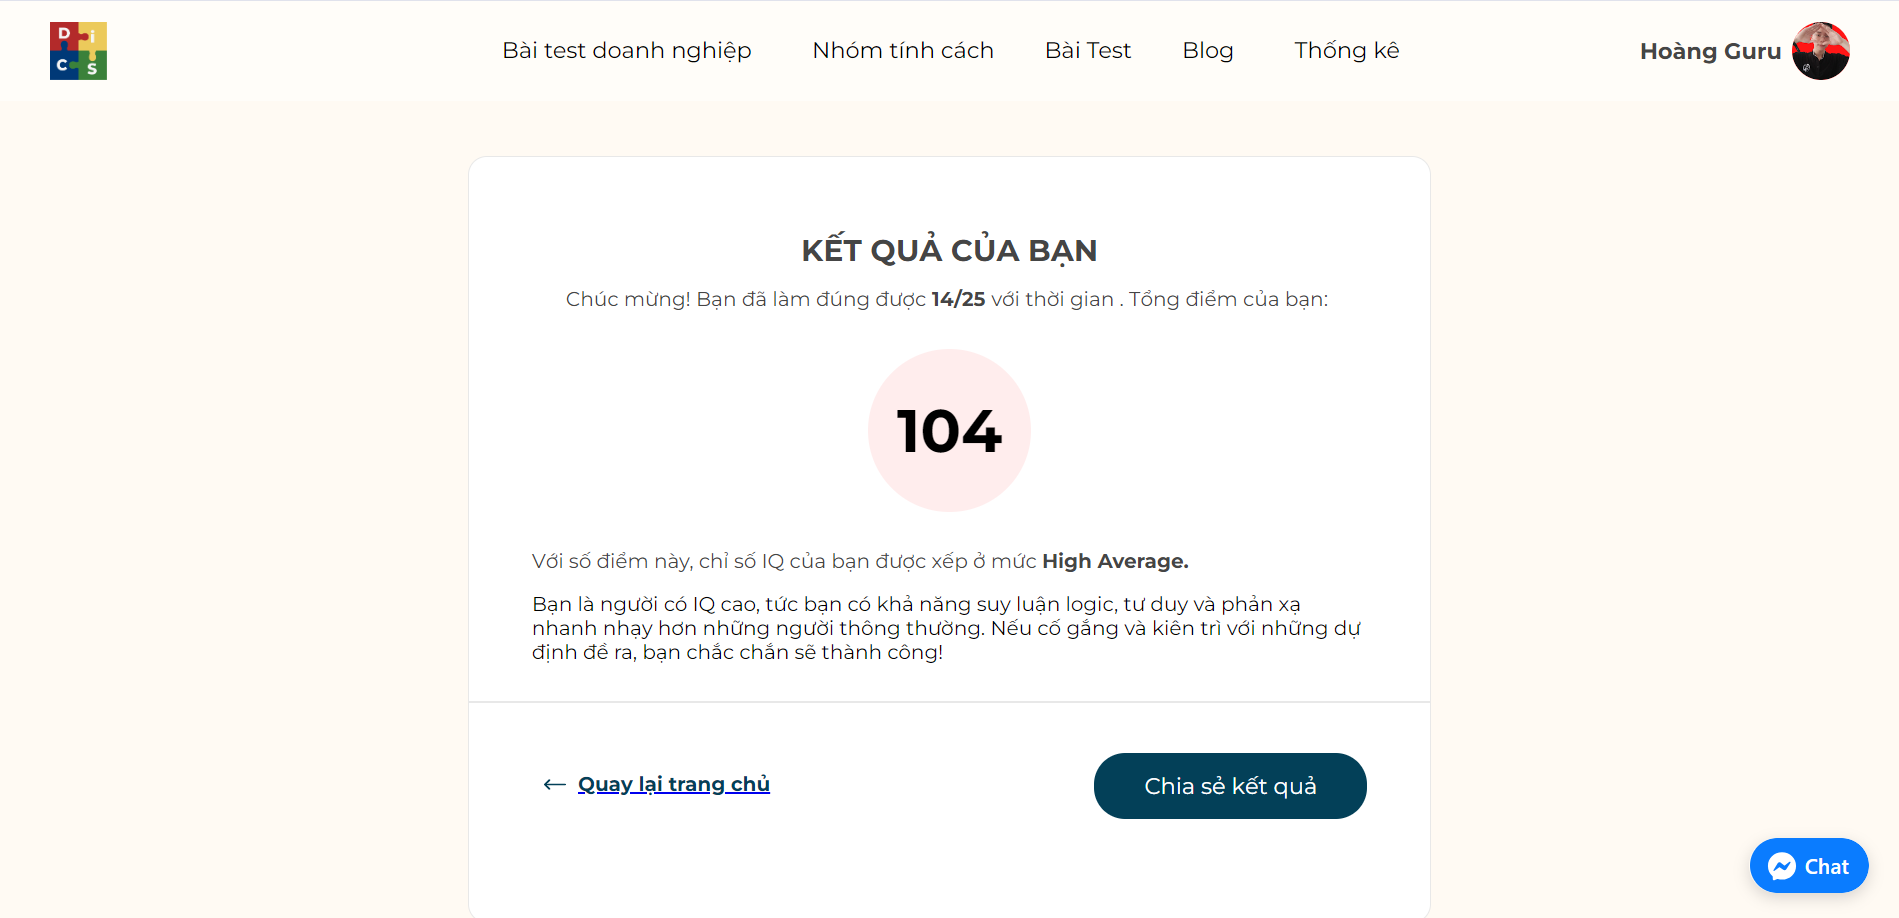 D i
C S
Bài test doanh nghiệp Nhóm tính cách Bài Test Blog Thống kê Hoàng Guru
KẾT QUẢ CỦA BẠN
Chúc mừng! Bạn đã làm đúng được 14/25 với thời gian . Tổng điểm của bạn:
104
Với số điểm này, chỉ số IQ của bạn được xếp ở mức High Average.
Bạn là người có IQ cao, tức bạn có khả năng suy luận logic, tư duy và phản xạ
nhanh nhạy hơn những người thông thường. Nếu cố gắng và kiên trì với những dự
định đề ra, bạn chắc chắn sẽ thành công!
← Quay lại trang chủ
Chia sẻ kết quả
Chat